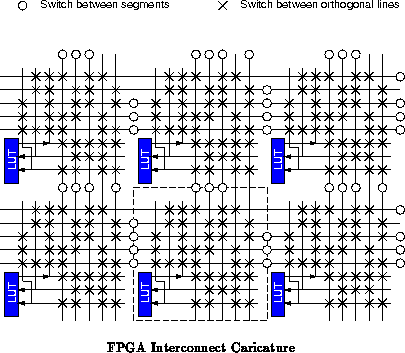 Switch between segments
Switch between orthogonal lines
LUT
LUT
LUT
LUT
LUT
LUT
FPGA Interconnect Caricature